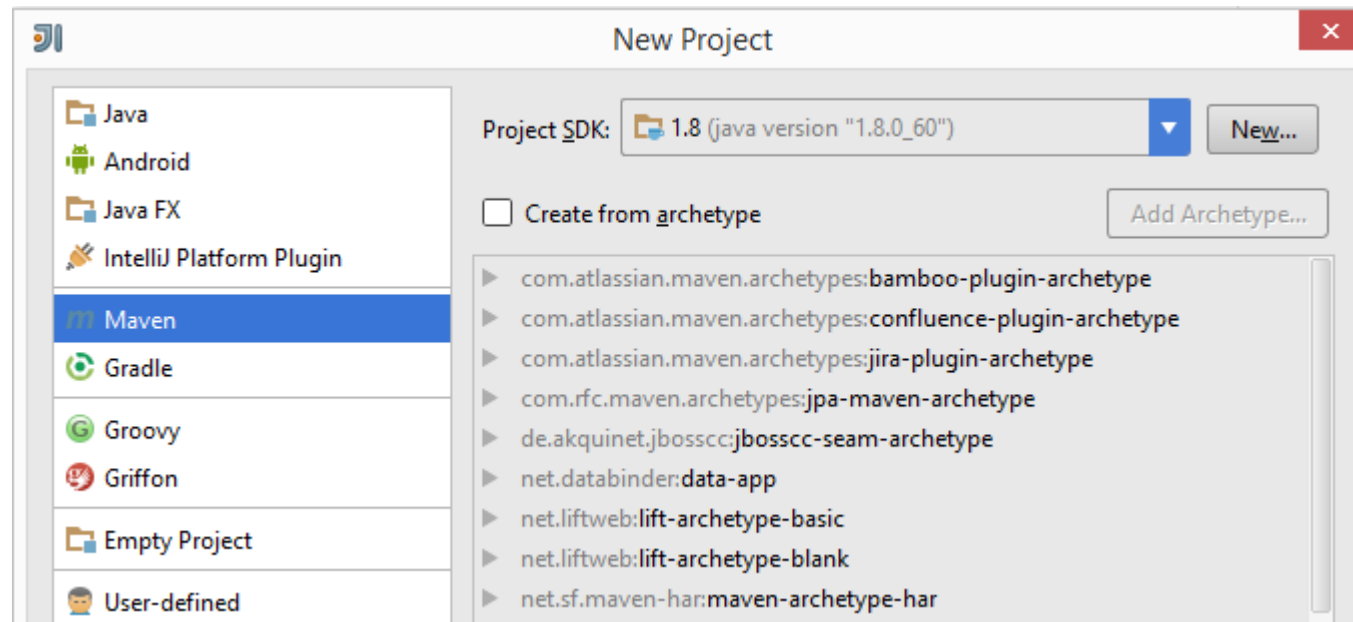 New Project
Java
Android
Java FX
IntelliJ Platform Plugin
Maven
Gradle
Groovy
Griffon
Empty Project
User-defined
Project SDK: 1.8 (java version "1.8.0_60") New...
Create from archetype Add Archetype...
com.atlassian.maven.archetypes:bamboo-plugin-archetype
com.atlassian.maven.archetypes:confluence-plugin-archetype
com.atlassian.maven.archetypes:jira-plugin-archetype
com.rfc.maven.archetypes:jpa-maven-archetype
de.akquinet.jbosscc:jbosscc-seam-archetype
net.databinder:data-app
net.liftweb:lift-archetype-basic
net.liftweb:lift-archetype-blank
net.sf.maven-har:maven-archetype-har